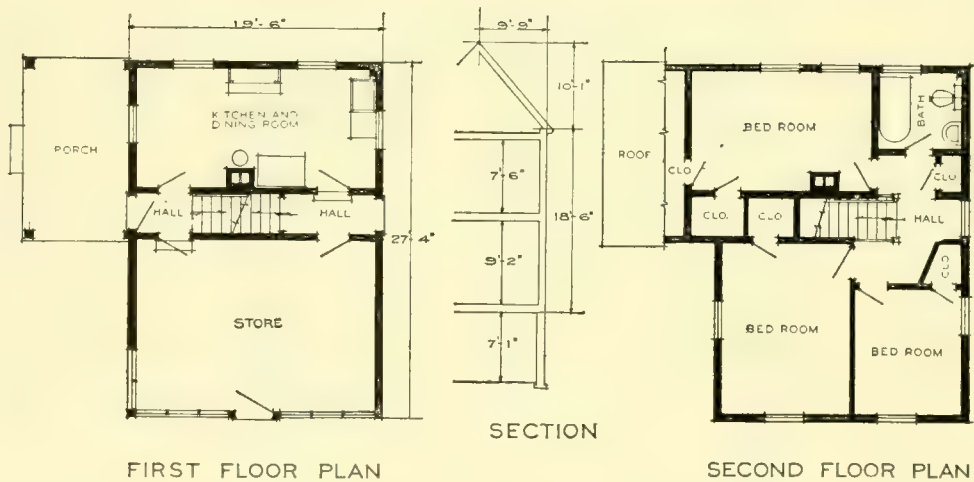 19'-6"
PORCH
KITCHEN AND
DINING ROOM
HALL
HALL
27'-4"
STORE
FIRST FLOOR PLAN
9'-9"
10'-1"
7'-6"
18'-6"
9'-2"
7'-1"
SECTION
ROOF
CLO
BED ROOM
BATH
CLO
CLO.
CLO
HALL
CLO
BED ROOM
BED ROOM
SECOND FLOOR PLAN